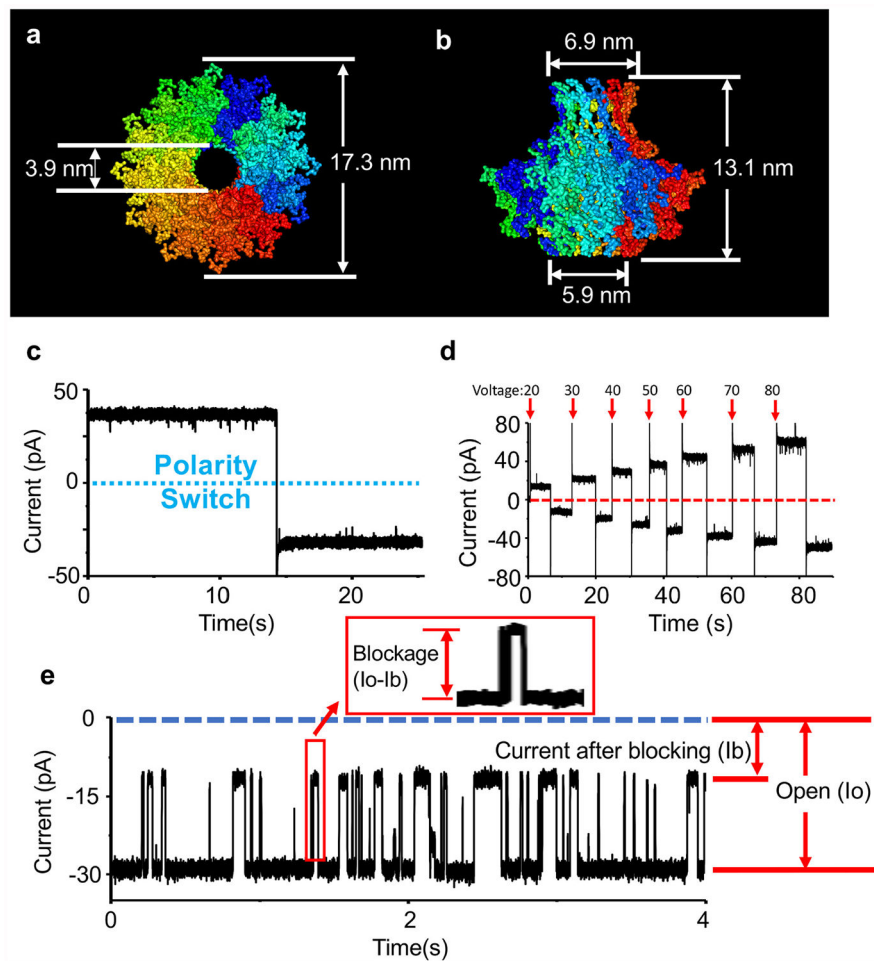 a
b
6.9 nm
3.9 nm
17.3 nm
13.1 nm
5.9 nm
c
d
50
0
-50
Current (pA)
Polarity
Switch
0
10
20
Time(s)
Voltage:20
30
40
50
60
70
80
80
40
0
-40
-80
Current (pA)
0
20
40
60
80
Time (s)
Blockage
(Io-Ib)
e
0
-15
-30
Current (pA)
Current after blocking (Ib)
Open (Io)
0
2
4
Time(s)